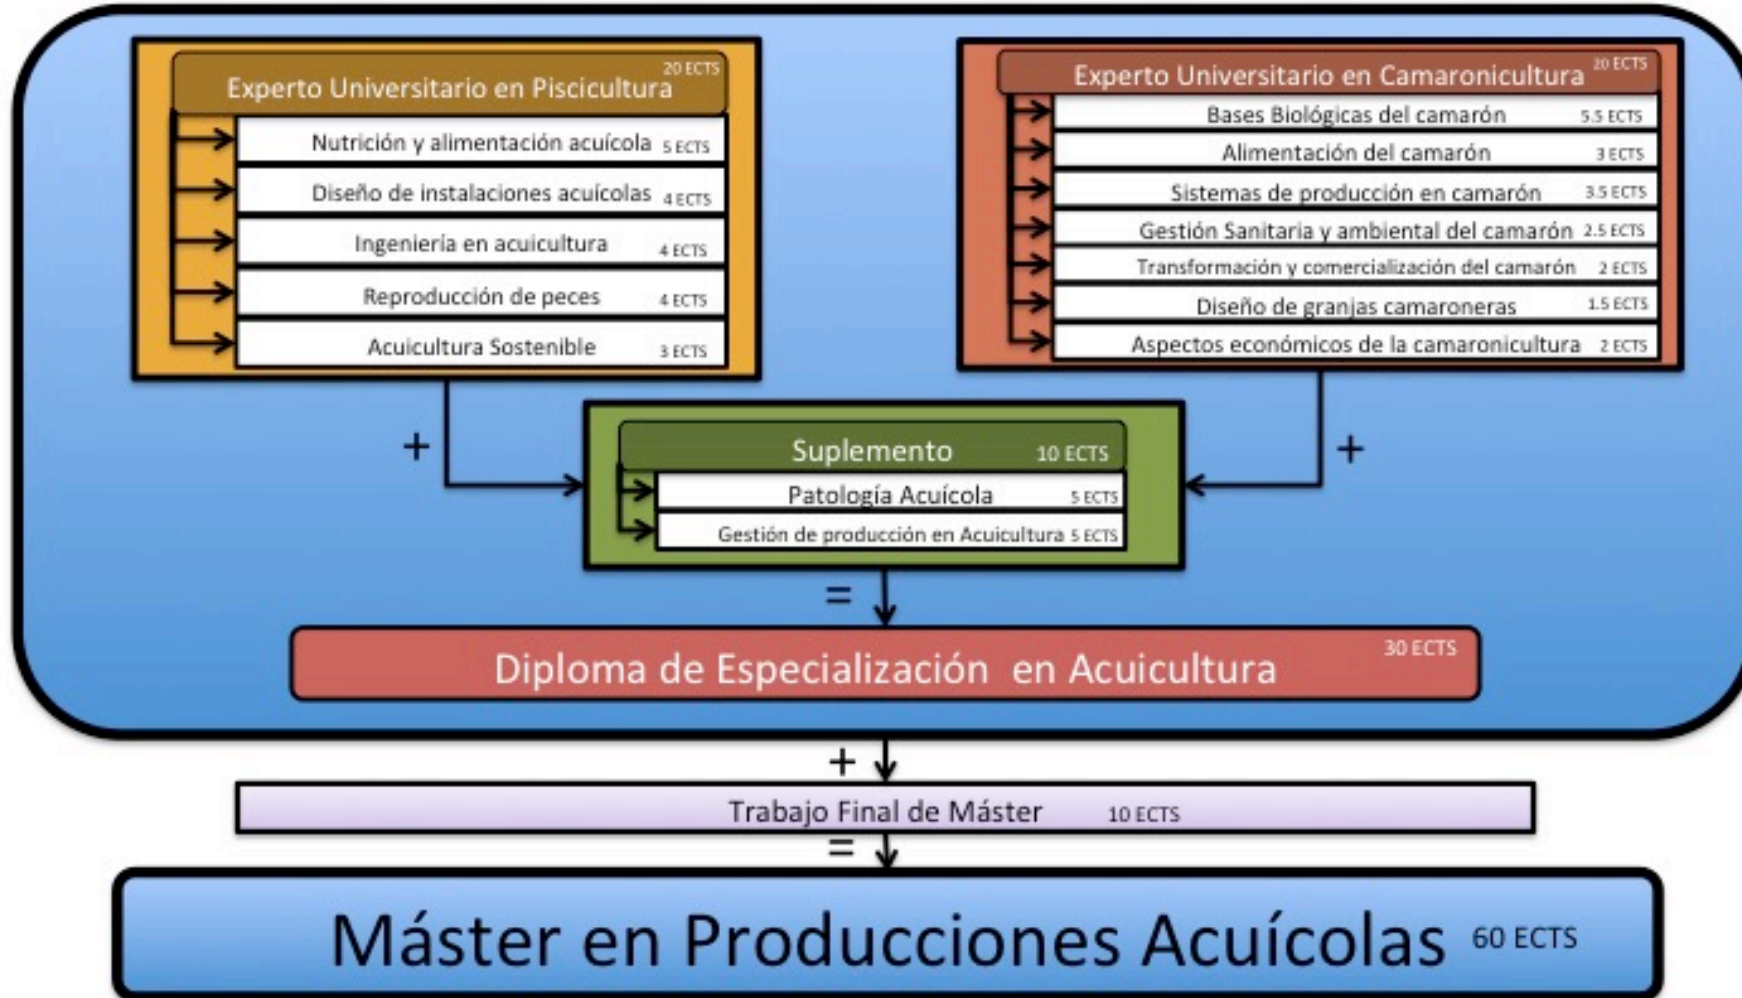 20 ECTS
Experto Universitario en Piscicultura
Nutrición y alimentación acuícola 5 ECTS
Diseño de instalaciones acuícolas 4 ECTS
Ingeniería en acuicultura 4 ECTS
Reproducción de peces 4 ECTS
Acuicultura Sostenible 3 ECTS
Experto Universitario en Camaronicultura 20 ECTS
Bases Biológicas del camarón 5.5 ECTS
Alimentación del camarón 3 ECTS
Sistemas de producción en camarón 3.5 ECTS
Gestión Sanitaria y ambiental del camarón 2.5 ECTS
Transformación y comercialización del camarón 2 ECTS
Diseño de granjas camaroneras 1.5 ECTS
Aspectos económicos de la camaronicultura 2 ECTS
+
+
Suplemento 10 ECTS
Patología Acuícola 5 ECTS
Gestión de producción en Acuicultura 5 ECTS
=
Diploma de Especialización en Acuicultura 30 ECTS
+
Trabajo Final de Máster 10 ECTS
=
Máster en Producciones Acuícolas 60 ECTS